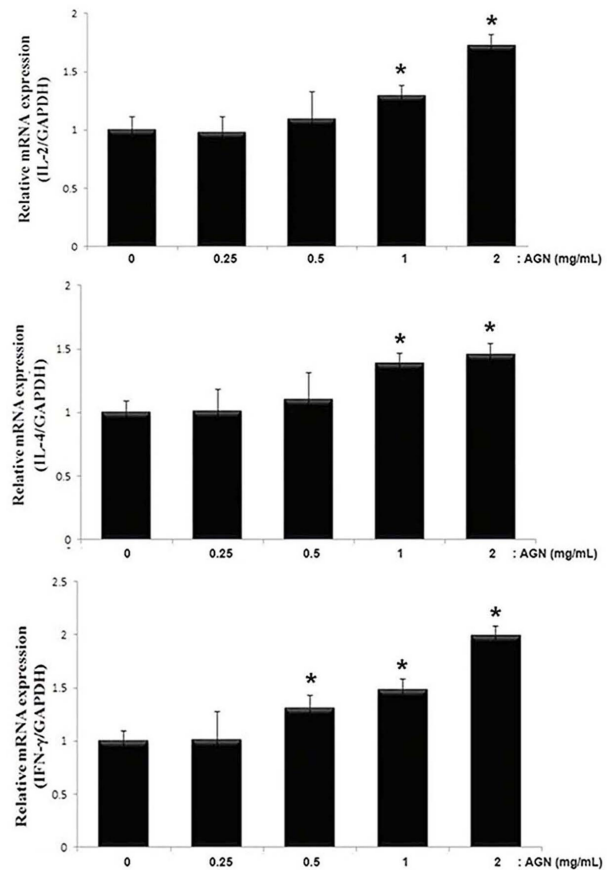 Relative mRNA expression
(IL-2/GAPDH)
2
1.5
1
0.5
0
*
*
0 0.25 0.5 1 2 : AGN (mg/mL)
Relative mRNA expression
(IL-4/GAPDH)
2
1.5
1
0.5
0
*
*
0 0.25 0.5 1 2 : AGN (mg/mL)
Relative mRNA expression
(IFN-γ/GAPDH)
2.5
2
1.5
1
0.5
0
*
*
*
0 0.25 0.5 1 2 : AGN (mg/mL)